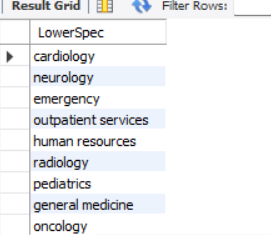 Result Grid Filter Rows:
LowerSpec
cardiology
neurology
emergency
outpatient services
human resources
radiology
pediatrics
general medicine
oncology